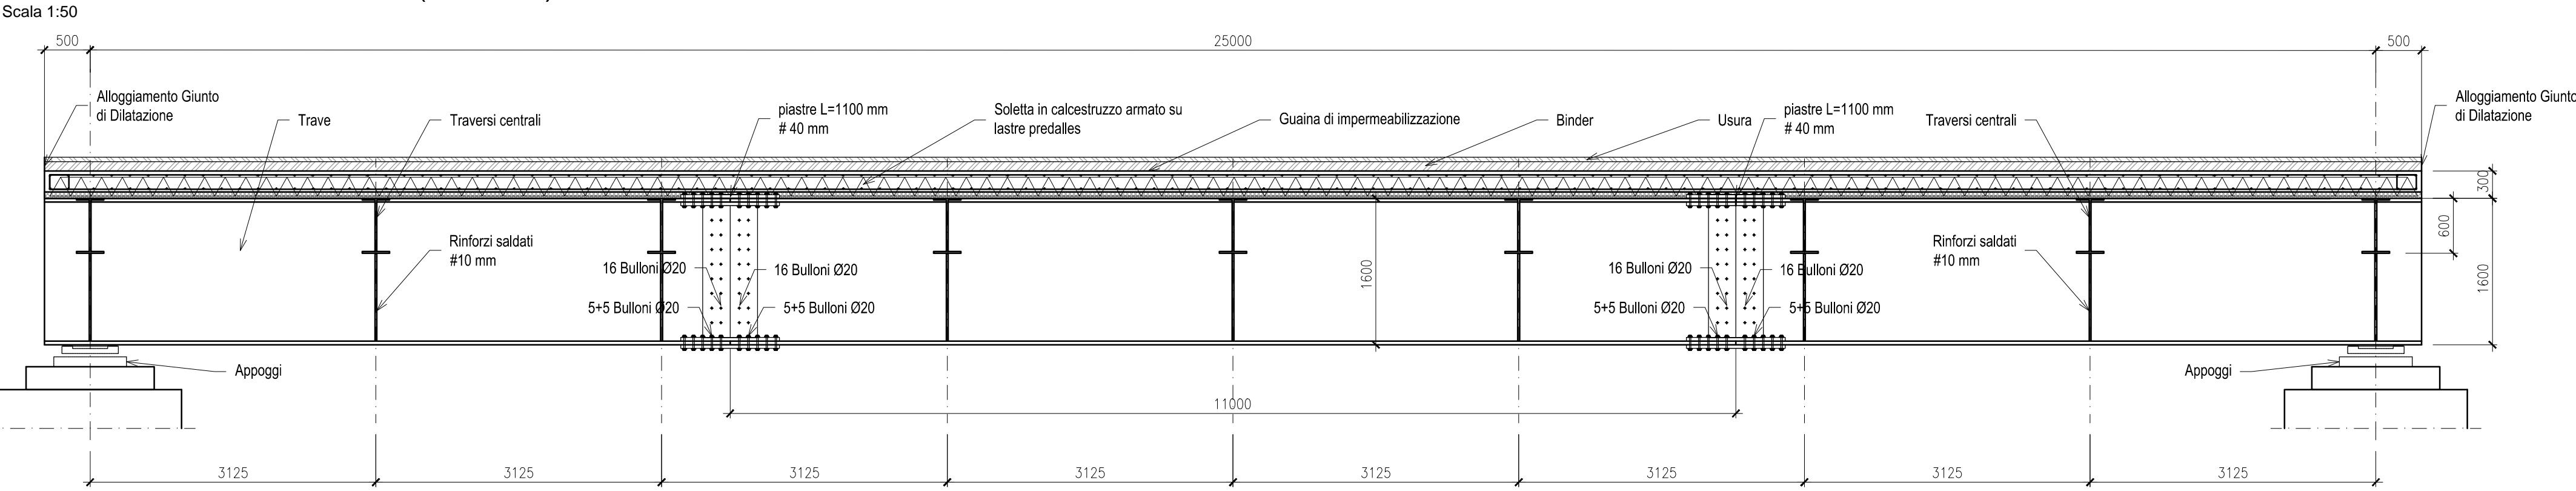 Scala 1:50
500
25000
500
Alloggiamento Giunto
di Dilatazione
Trave
Traversi centrali
piastre L=1100 mm
# 40 mm
Soletta in calcestruzzo armato su
lastre predalles
Guaina di impermeabilizzazione
Binder
Usura
piastre L=1100 mm
# 40 mm
Traversi centrali
Alloggiamento Giunto
di Dilatazione
300
600
1600
1600
Rinforzi saldati
#10 mm
16 Bulloni Ø20
16 Bulloni Ø20
5+5 Bulloni Ø20
5+5 Bulloni Ø20
16 Bulloni Ø20
16 Bulloni Ø20
5+5 Bulloni Ø20
5+5 Bulloni Ø20
Rinforzi saldati
#10 mm
Appoggi
Appoggi
11000
3125
3125
3125
3125
3125
3125
3125
3125